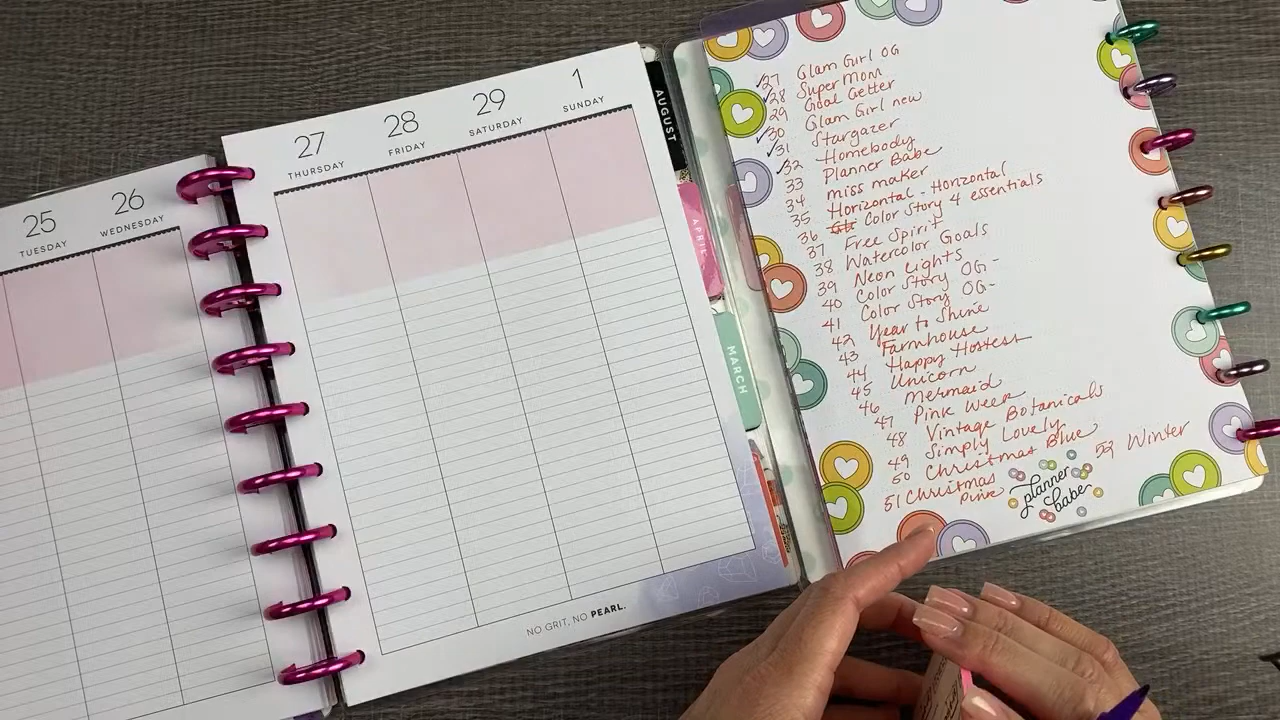 25
TUESDAY
26
WEDNESDAY
27
THURSDAY
28
FRIDAY
29
SATURDAY
1
SUNDAY
NO GRIT, NO PEARL.
AUGUST
APRIL
MARCH
27 Glam Girl OG
28 Super Mom
29 Goal Getter
30 Glam Girl new
31 Stargazer
32 Homebody
33 Planner Babe
34 miss maker
35 Horizontal - Horizontal
36 Color Story 4 essentials
37 Free Spirit
38 Watercolor Goals
39 Neon Lights
40 Color Story OG-
41 Color Story OG-
42 Year to Shine
43 Farmhouse
44 Happy Hostess
45 Unicorn
46 Mermaid
47 Pink Week
48 Vintage Botanicals
49 Simply Lovely
50 Christmas Blue
51 Christmas Pink
52 Winter
planner babe